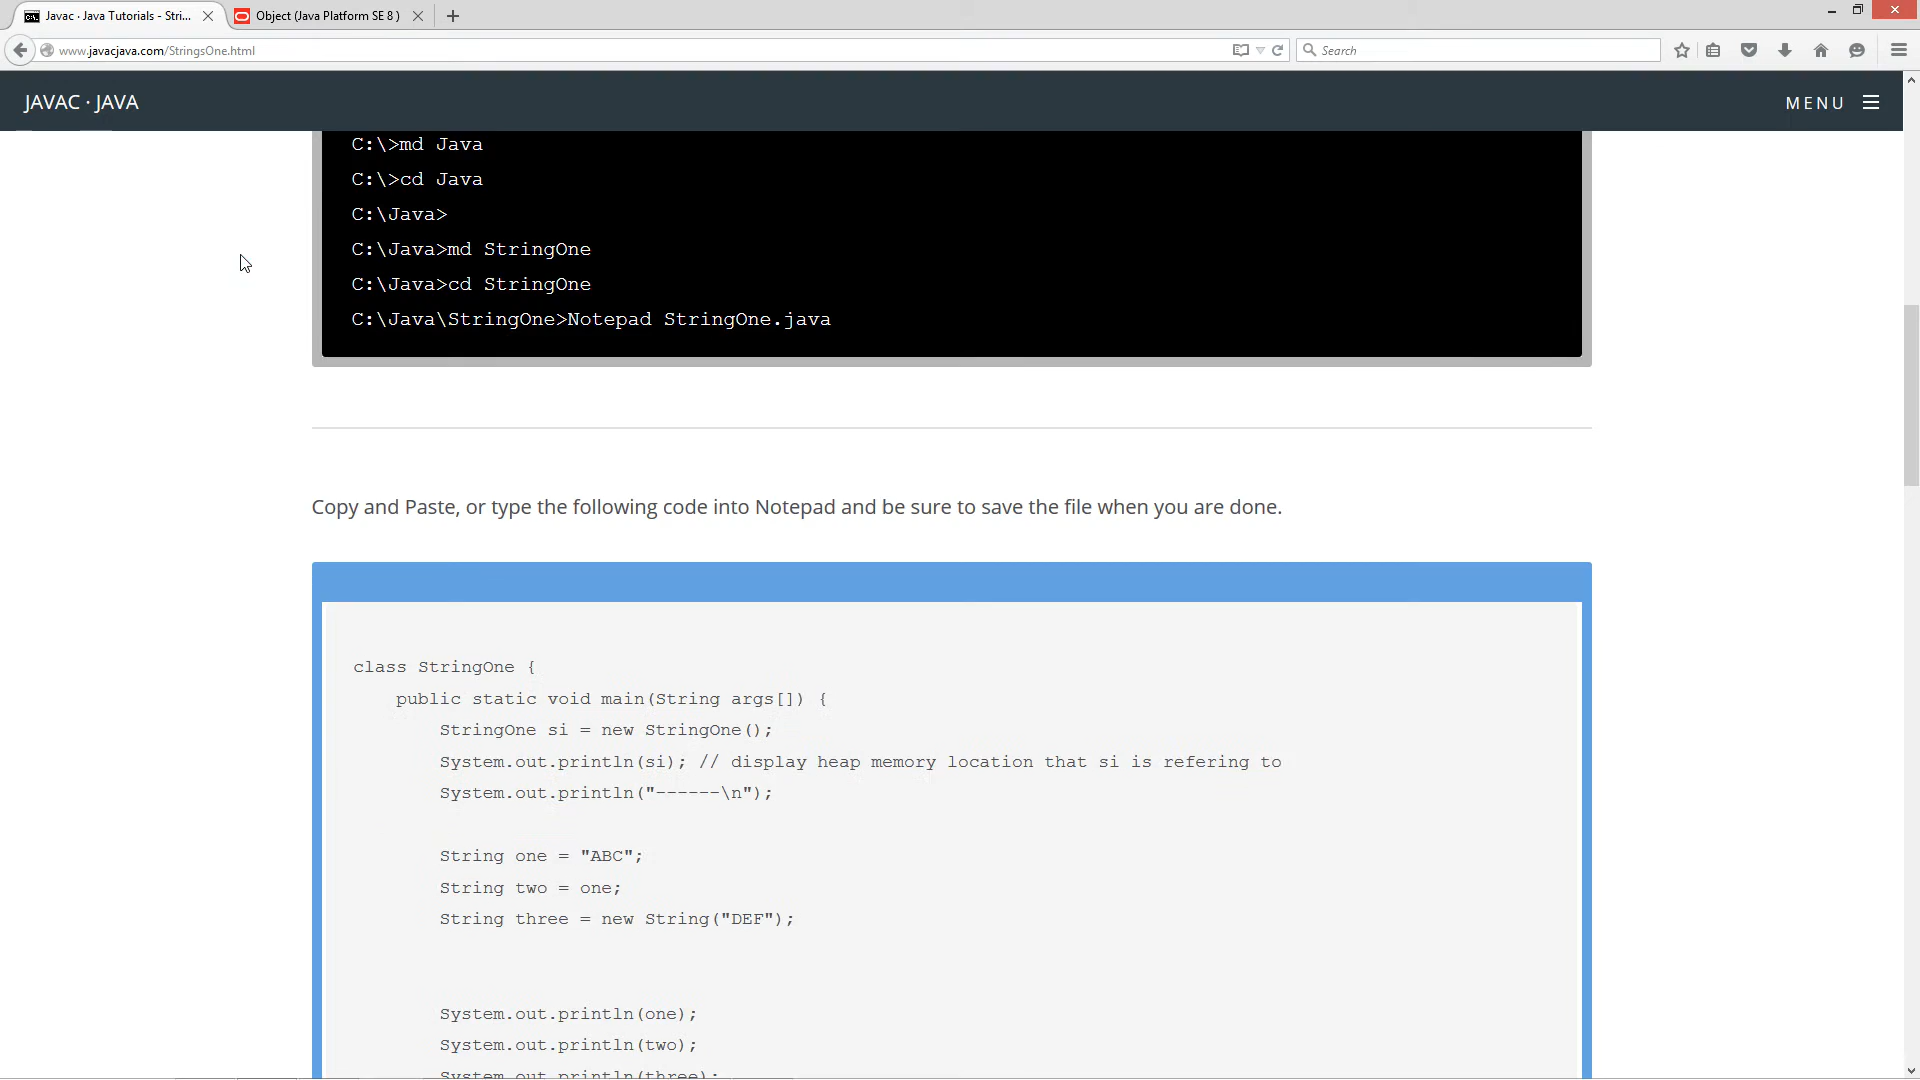 Javac · Java Tutorials - Stri...
Object (Java Platform SE 8 )
www.javacjava.com/StringsOne.html
Search
JAVAC · JAVA
MENU
C:\>md Java
C:\>cd Java
C:\Java>
C:\Java>md StringOne
C:\Java>cd StringOne
C:\Java\StringOne>Notepad StringOne.java
Copy and Paste, or type the following code into Notepad and be sure to save the file when you are done.
class StringOne {
public static void main(String args[]) {
StringOne si = new StringOne();
System.out.println(si); // display heap memory location that si is refering to
System.out.println("------\n");
String one = "ABC";
String two = one;
String three = new String("DEF");
System.out.println(one);
System.out.println(two);
System.out.println(three);